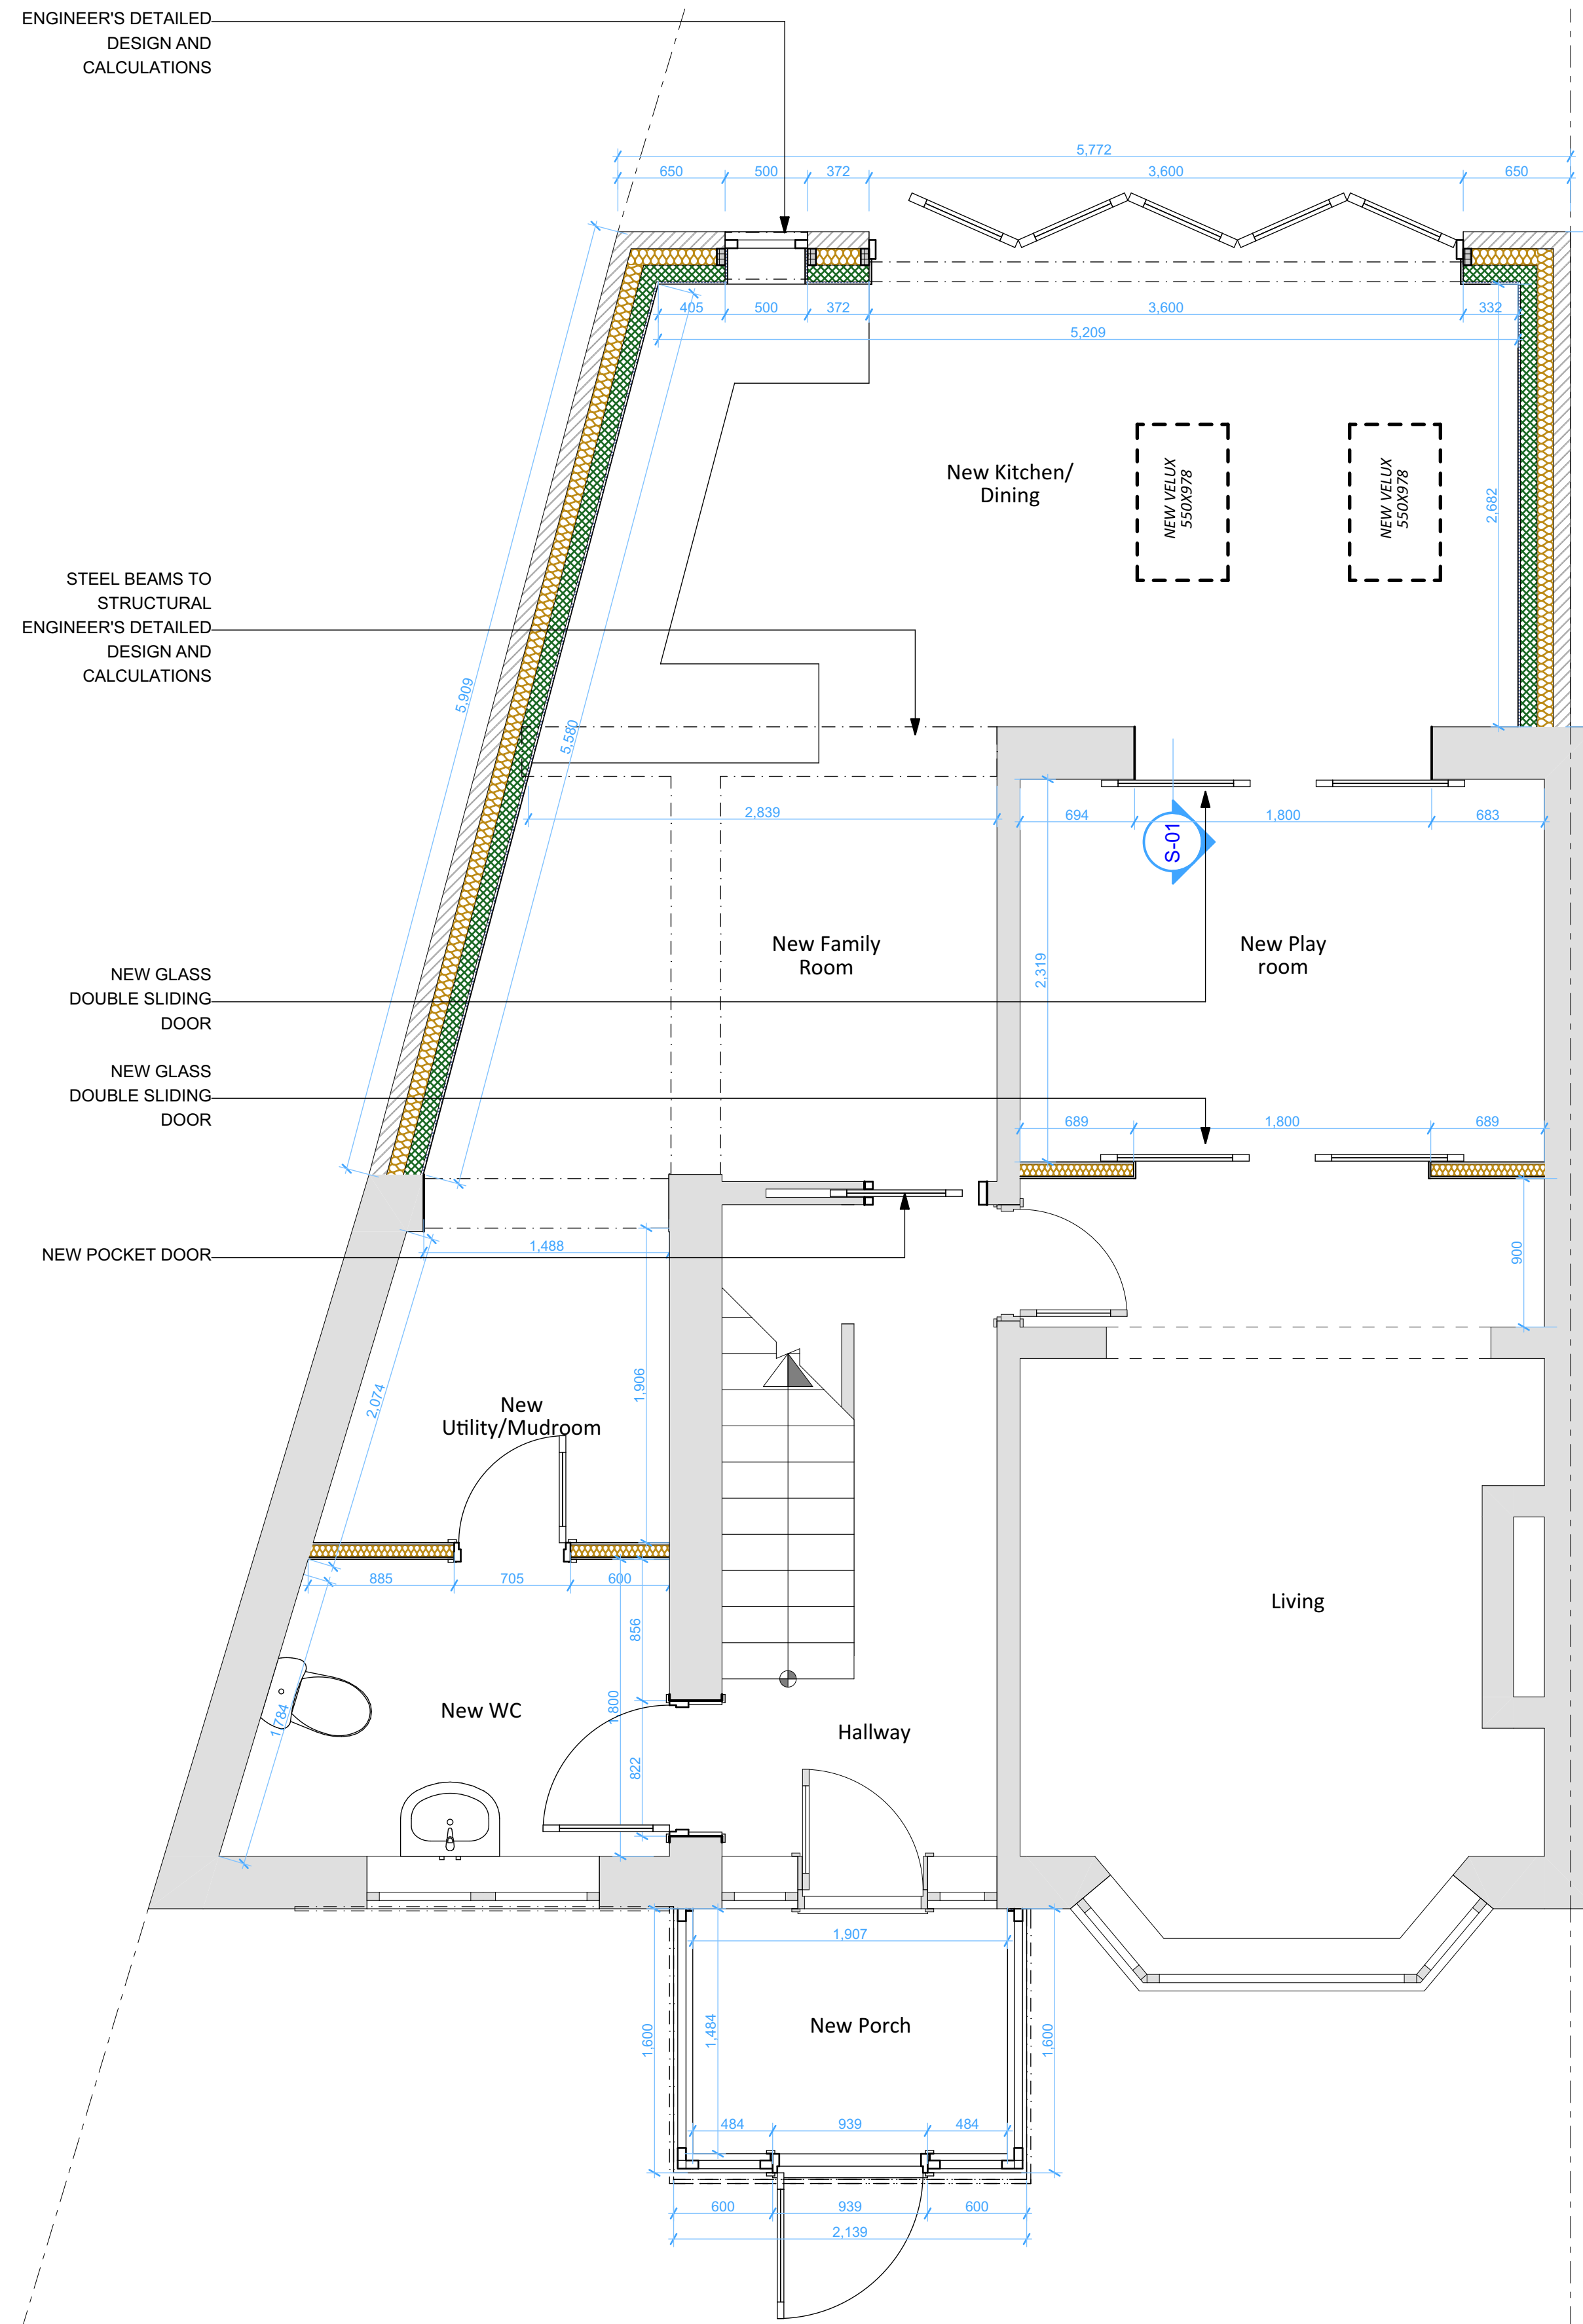 ENGINEER'S DETAILED
DESIGN AND
CALCULATIONS
5,772
650
500
372
3,600
650
405
500
372
3,600
332
5,209
New Kitchen/
Dining
NEW VELUX
550X978
NEW VELUX
550X978
2,682
STEEL BEAMS TO
STRUCTURAL
ENGINEER'S DETAILED
DESIGN AND
CALCULATIONS
5,909
5,580
2,839
694
1,800
683
S-01
New Family
Room
2,319
New Play
room
NEW GLASS
DOUBLE SLIDING
DOOR
NEW GLASS
DOUBLE SLIDING
DOOR
689
1,800
689
NEW POCKET DOOR
1,488
900
2,074
1,906
New
Utility/Mudroom
885
705
600
856
Living
1,784
New WC
1,800
Hallway
822
1,907
1,600
1,484
New Porch
1,600
484
939
484
600
939
600
2,139